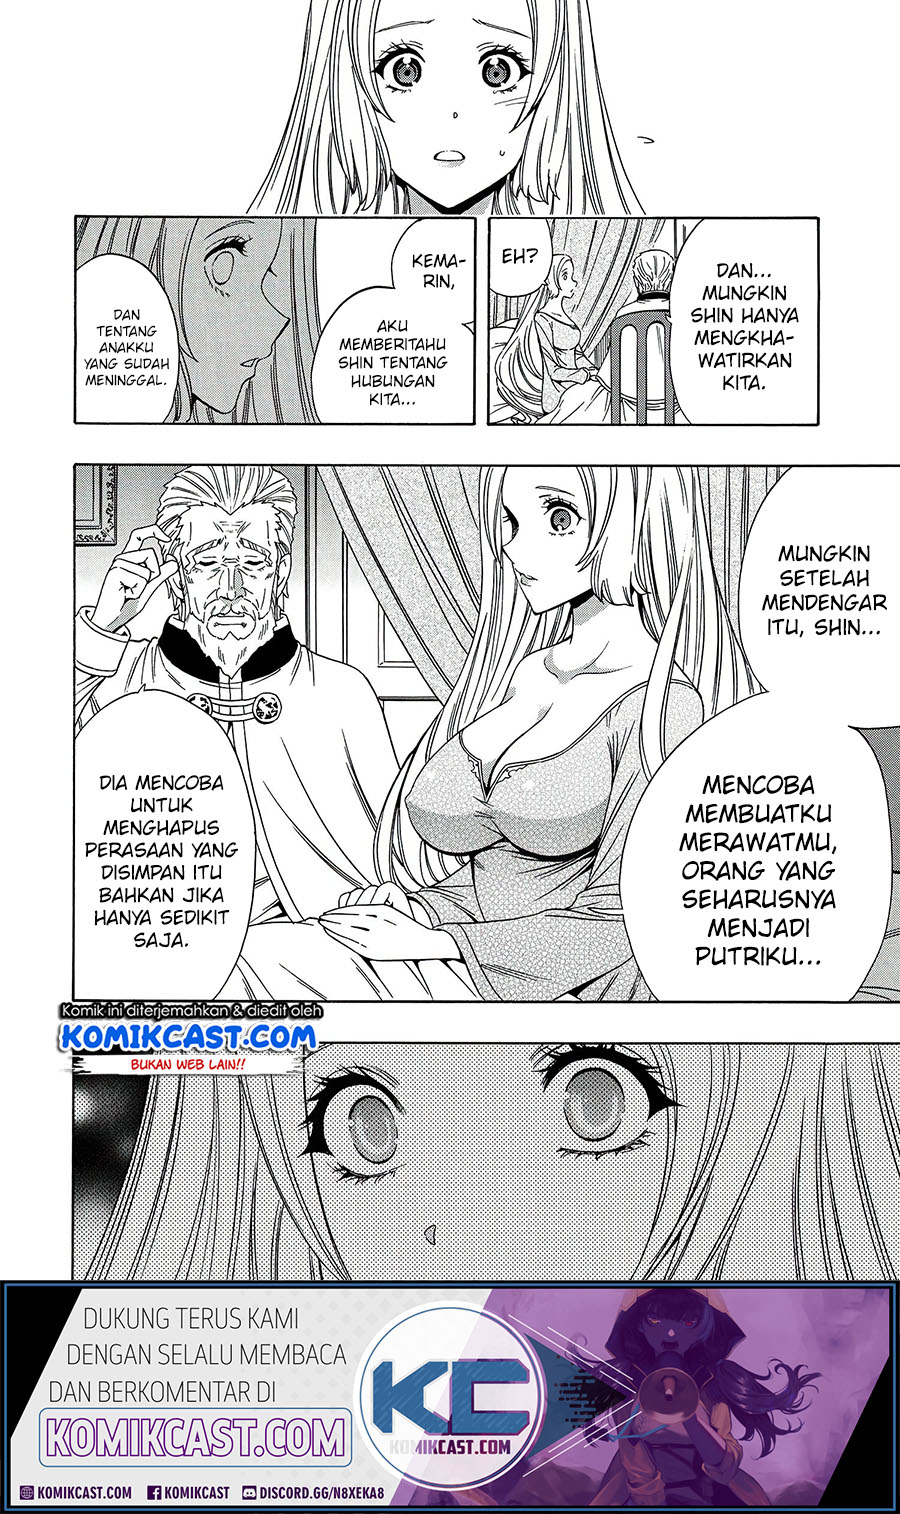 DAN...
MUNGKIN
SHIN HANYA
MENGKHA-
WATIRKAN
KITA.
EH?
KEMA-
RIN,
AKU
MEMBERITAHU
SHIN TENTANG
HUBUNGAN
KITA...
DAN
TENTANG
ANAKKU
YANG SUDAH
MENINGGAL.
MUNGKIN
SETELAH
MENDENGAR
ITU, SHIN...
MENCOBA
MEMBUATKU
MERAWATMU,
ORANG YANG
SEHARUSNYA
MENJADI
PUTRIKU...
DIA MENCOBA
UNTUK
MENGHAPUS
PERASAAN YANG
DISIMPAN ITU
BAHKAN JIKA
HANYA SEDIKIT
SAJA.
Komik ini diterjemahkan & diedit oleh
KOMIKCAST.COM
BUKAN WEB LAIN!!
DUKUNG TERUS KAMI
DENGAN SELALU MEMBACA
DAN BERKOMENTAR DI
KOMIKCAST.COM
KC
KOMIKCAST.COM
KOMIKCAST.COM KOMIKCAST DISCORD.GG/N8XEKA8